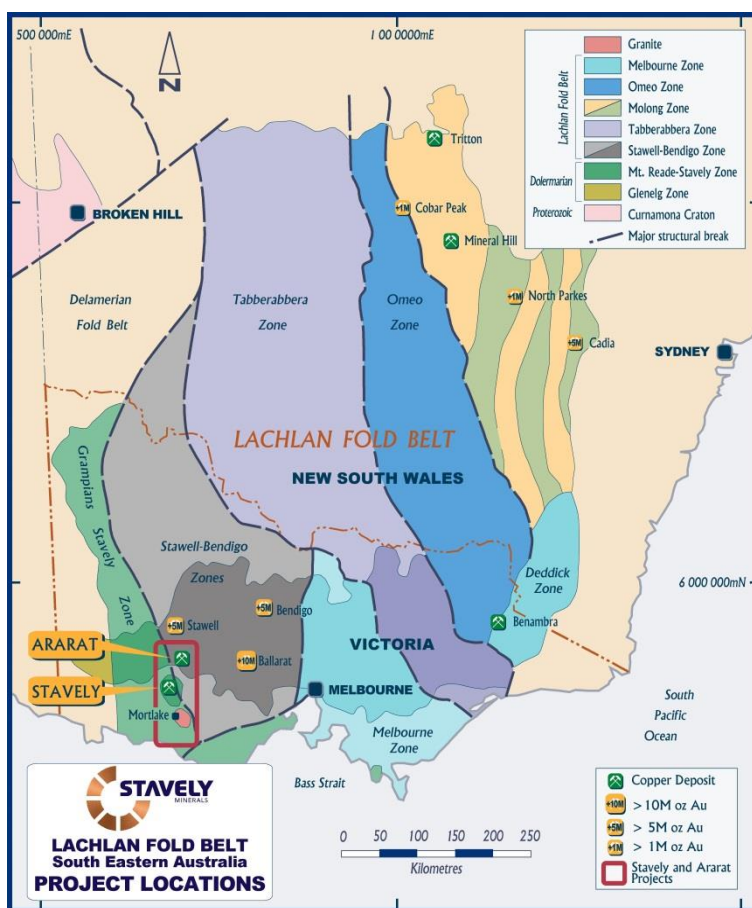 500 000mE
1 00 0000mE
N
Granite
Melbourne Zone
Omeo Zone
Molong Zone
Tabberabbera Zone
Stawell-Bendigo Zone
Mt. Reade-Stavely Zone
Glenelg Zone
Curnamona Craton
Major structural break
Lachlan Fold Belt
Dolermarian
Proterozoic
Tritton
BROKEN HILL
+1M
Cobar Peak
Mineral Hill
+1M
North Parkes
Delamerian
Fold Belt
Tabberabbera
Zone
Omeo
Zone
+5M
Cadia
SYDNEY
LACHLAN FOLD BELT
NEW SOUTH WALES
Grampians
Stavely
Zone
Stawell-Bendigo
Zones
Deddick
Zone
6 000 000mN
+5M
Bendigo
+5M
Stawell
Benambra
ARARAT
VICTORIA
+10M
Ballarat
STAVELY
MELBOURNE
Mortlake
Melbourne
Zone
South
Pacific
Ocean
Bass Strait
STAVELY
MINERALS
LACHLAN FOLD BELT
South Eastern Australia
PROJECT LOCATIONS
0 50 100 150 200 250
Kilometres
Copper Deposit
+10M > 10M oz Au
+5M > 5M oz Au
+1M > 1M oz Au
Stavely and Ararat
Projects